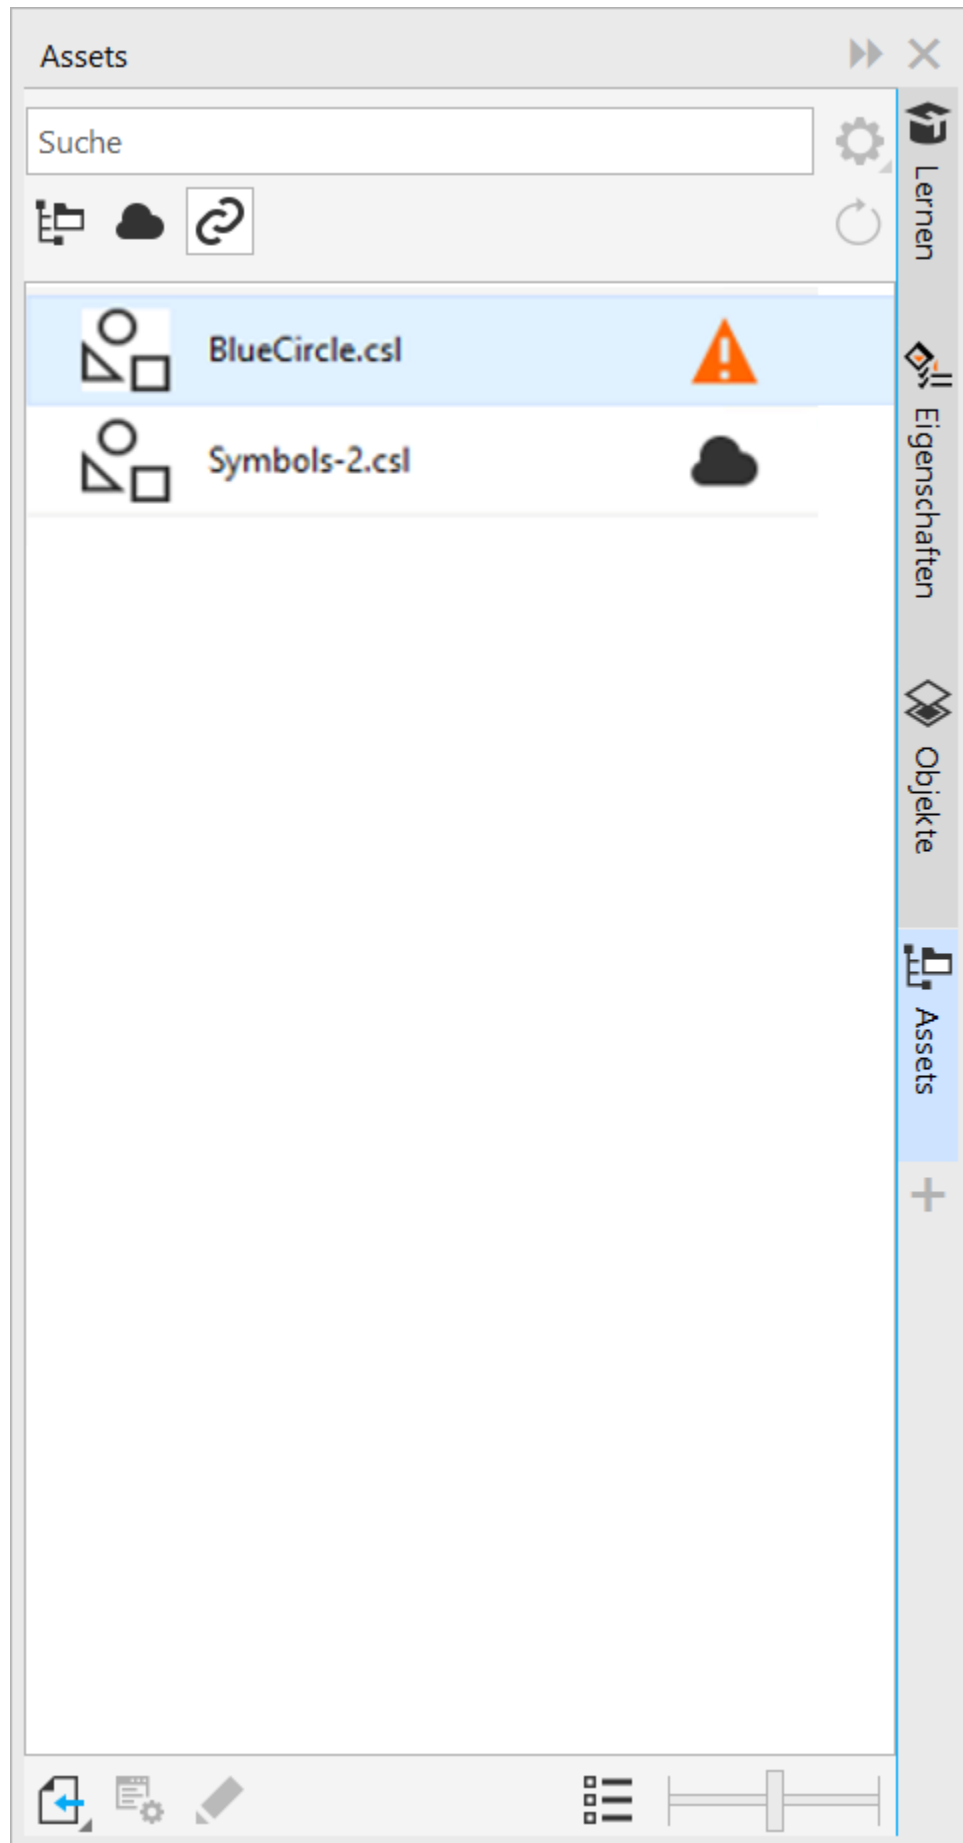 Assets
Suche
BlueCircle.csl
Symbols-2.csl
Lernen
Eigenschaften
Objekte
Assets